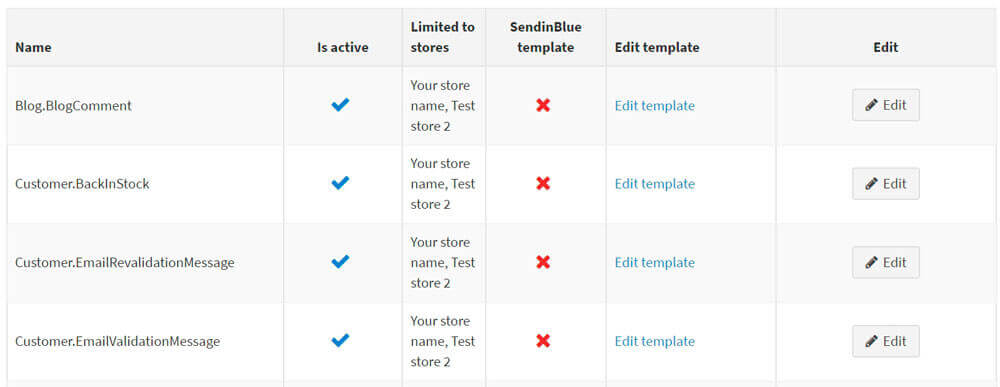 Name Is active Limited to stores SendinBlue template Edit template Edit
Blog.BlogComment Your store name, Test store 2 Edit template Edit
Customer.BackInStock Your store name, Test store 2 Edit template Edit
Customer.EmailRevalidationMessage Your store name, Test store 2 Edit template Edit
Customer.EmailValidationMessage Your store name, Test store 2 Edit template Edit